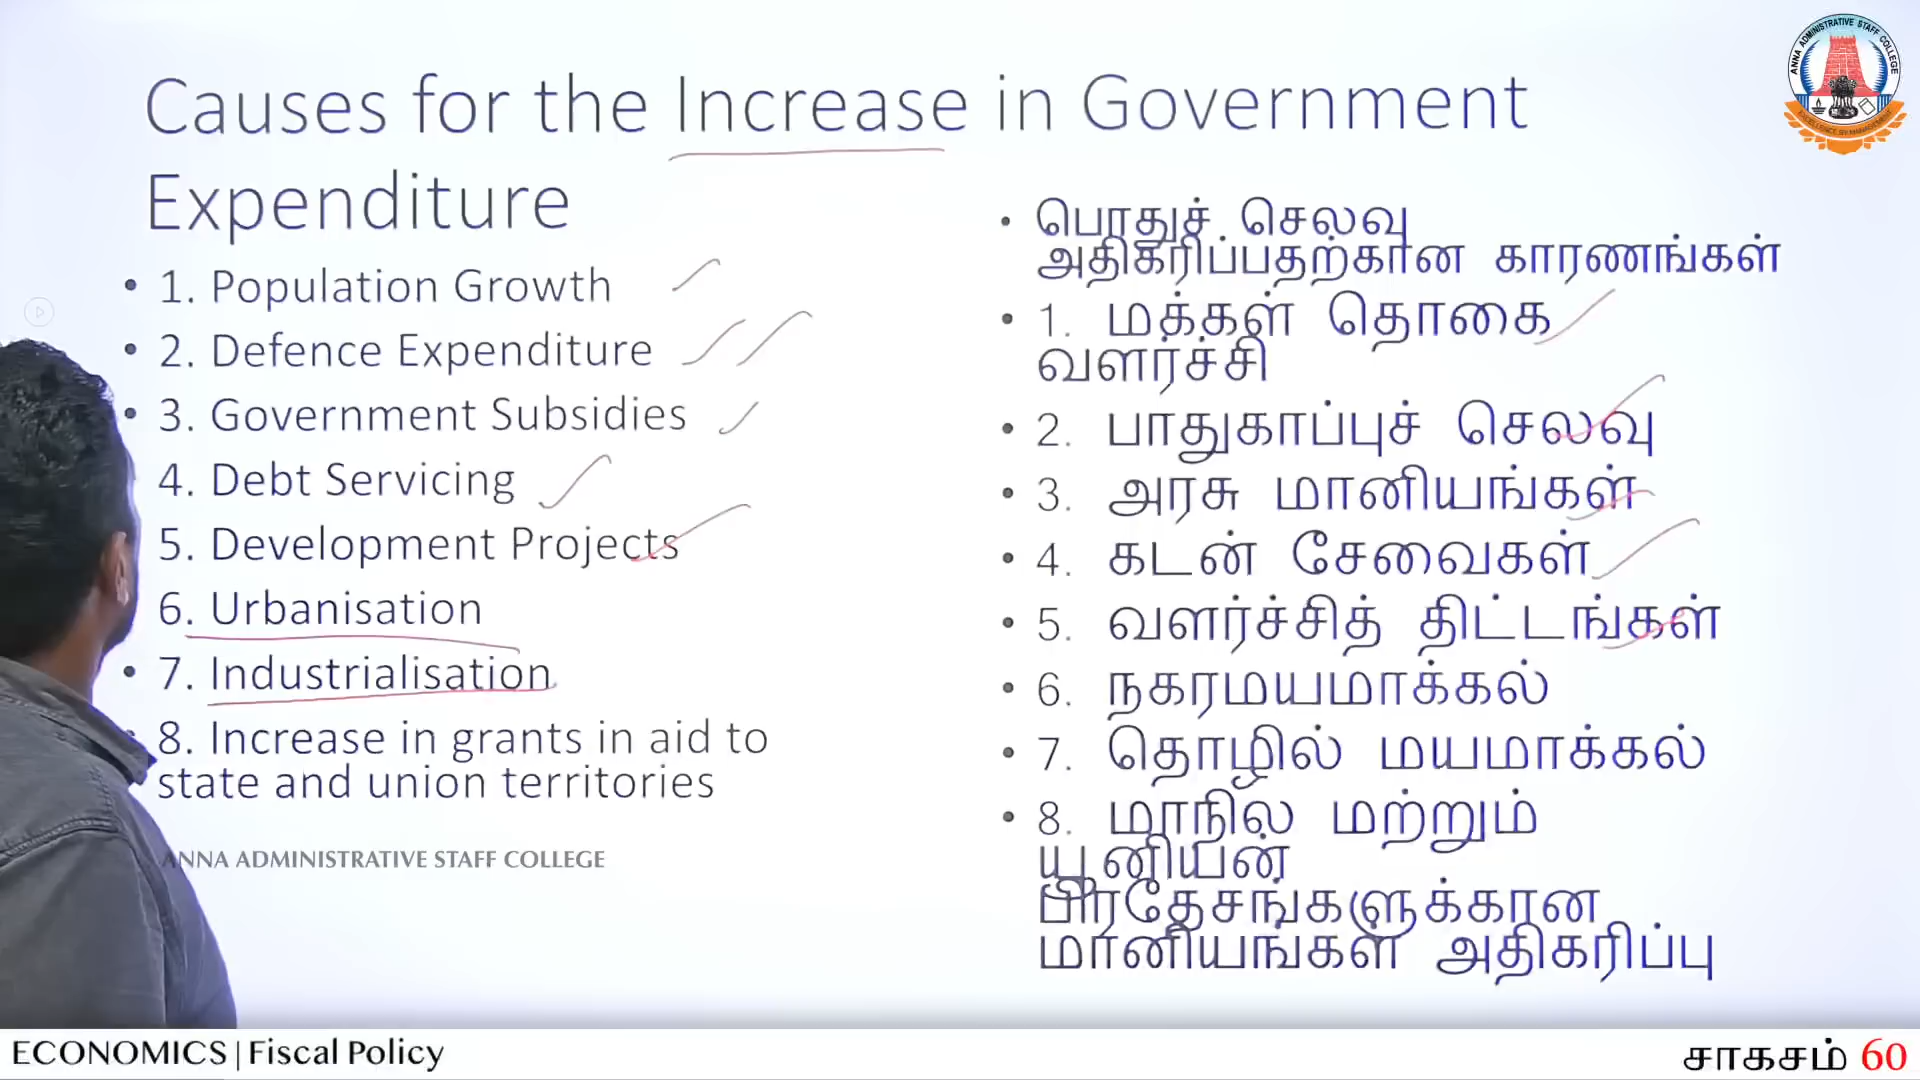 Causes for the Increase in Government
Expenditure
• 1. Population Growth
• 2. Defence Expenditure
• 3. Government Subsidies
4. Debt Servicing
5. Development Projects
6. Urbanisation
• 7. Industrialisation
8. Increase in grants in aid to
state and union territories
ANNA ADMINISTRATIVE STAFF COLLEGE
• பொதுச் செலவு
அதிகரிப்பதற்கான காரணங்கள்
• 1. மக்கள் தொகை
வளர்ச்சி
• 2. பாதுகாப்புச் செலவு
• 3. அரசு மானியங்கள்
• 4. கடன் சேவைகள்
• 5. வளர்ச்சித் திட்டங்கள்
• 6. நகரமயமாக்கல்
• 7. தொழில் மயமாக்கல்
• 8. மாநில மற்றும்
யூனியன்
பிரதேசங்களுக்கான
மானியங்கள் அதிகரிப்பு
ANNA ADMINISTRATIVE STAFF COLLEGE
EXCELLENCE IN MANAGEMENT
ECONOMICS | Fiscal Policy
சாகசம் 60